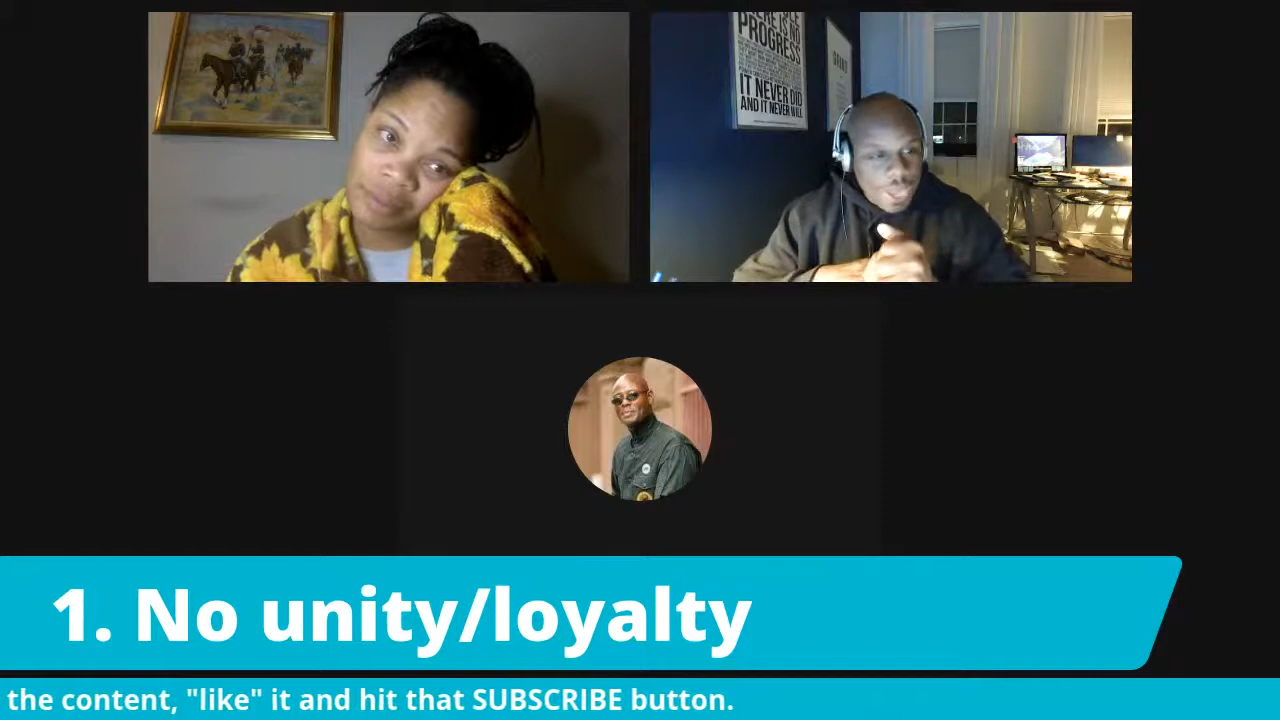 PROGRESS
IT NEVER DID
AND IT NEVER WILL
1. No unity/loyalty
the content, "like" it and hit that SUBSCRIBE button.